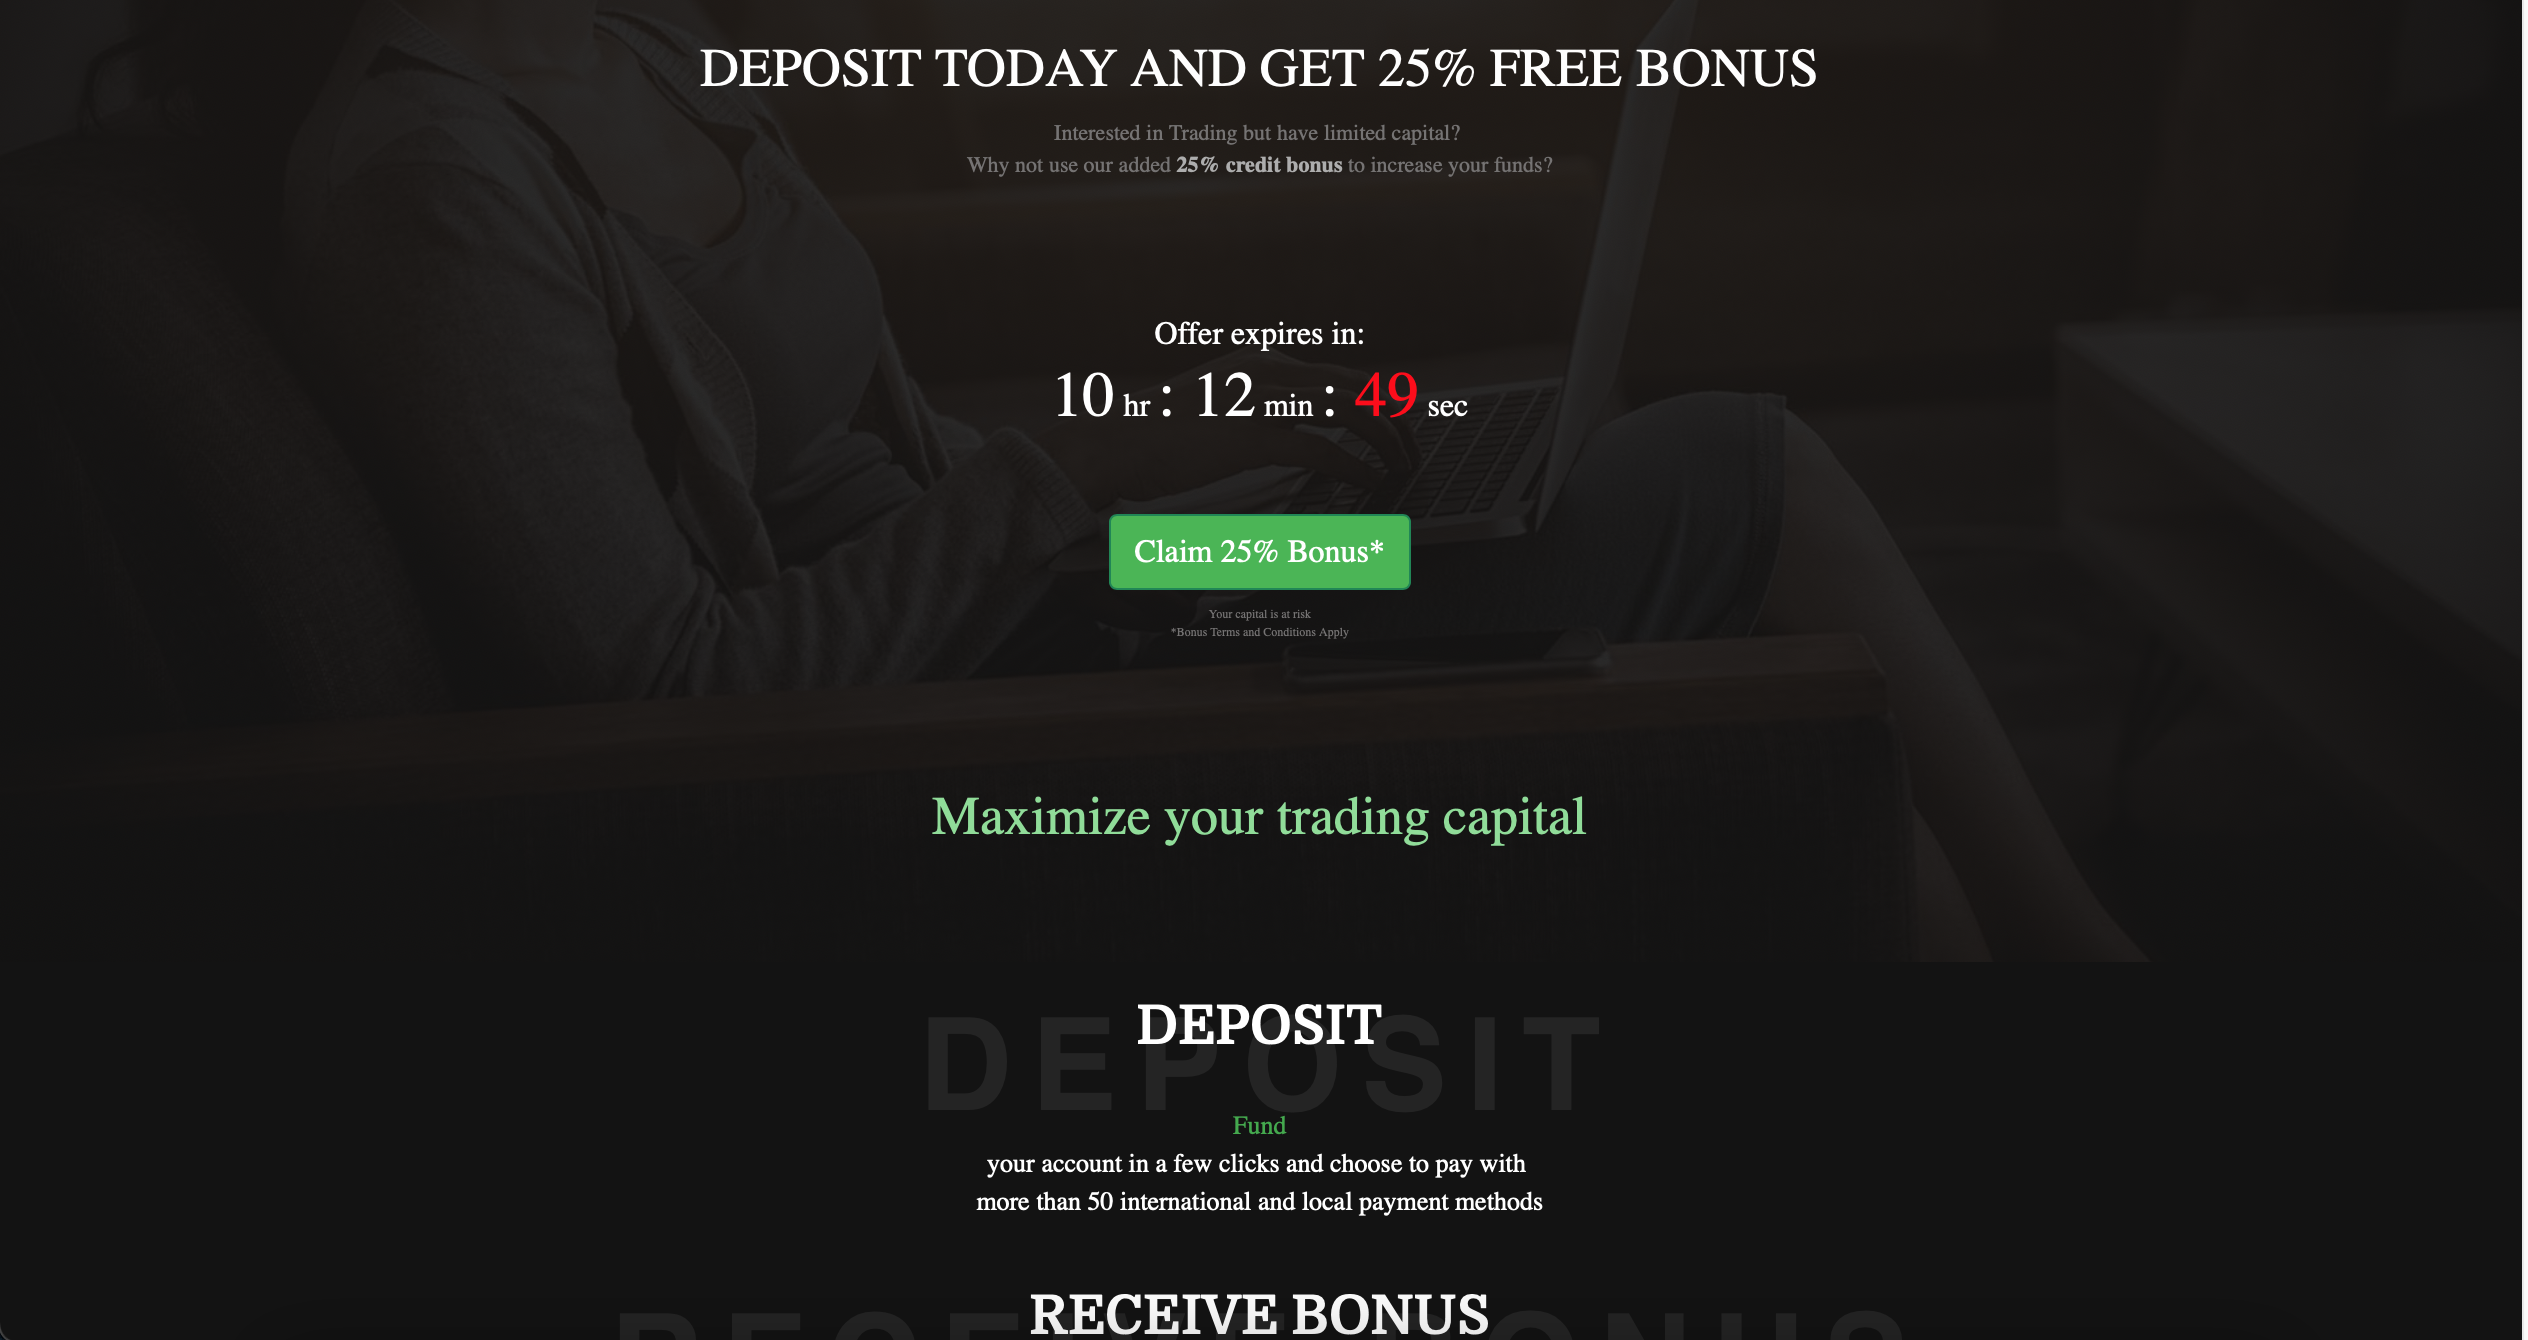 DEPOSIT TODAY AND GET 25% FREE BONUS
Interested in Trading but have limited capital?
Why not use our added 25% credit bonus to increase your funds?
Offer expires in:
10 hr : 12 min : 49 sec
Claim 25% Bonus*
Your capital is at risk
*Bonus Terms and Conditions Apply
Maximize your trading capital
DEPOSIT
DEPOSIT
Fund
your account in a few clicks and choose to pay with
more than 50 international and local payment methods
RECEIVE BONUS
RECEIVE BONUS